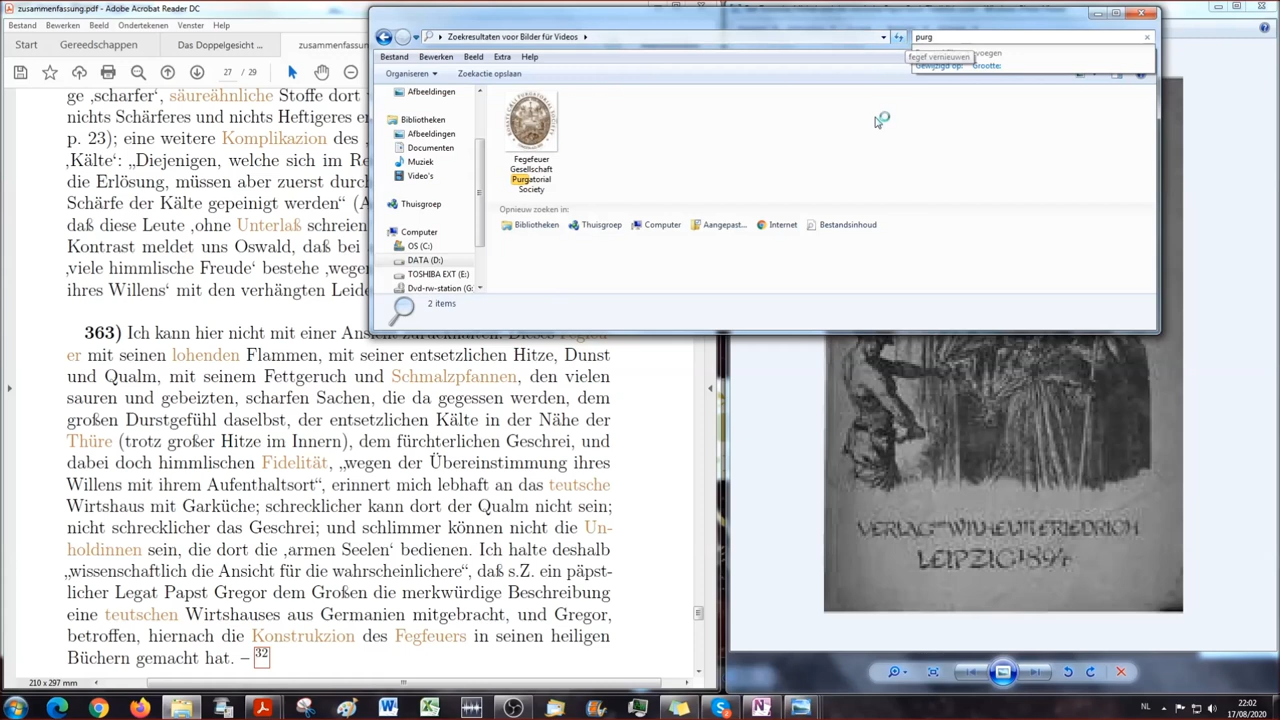 zusammenfassung.pdf - Adobe Acrobat Reader DC
Bestand Bewerken Beeld Ondertekenen Venster Help
Start Gereedschappen Das Doppelgesicht ... zusammenfassung...
27
ge ‚scharfer‘, säureähnliche Stoffe dort
nichts Schärferes und nichts Heftigeres
p. 23); eine weitere Komplikazion des
‚Kälte‘: „Diejenigen, welche sich im
die Erlösung, müssen aber zuerst
Schärfe der Kälte gepeinigt werden“
daß diese Leute ‚ohne Unterlaß schreien
Kontrast meldet uns Oswald, daß bei
‚viele himmlische Freude‘ bestehe ‚wegen
ihres Willens‘ mit den verhängten
363) Ich kann hier nicht mit einer
er mit seinen lohenden Flammen, mit seiner entsetzlichen Hitze, Dunst
und Qualm, mit seinem Fettgeruch und Schmalzpfannen, den vielen
sauren und gebeizten, scharfen Sachen, die da gegessen werden, dem
großen Durstgefühl daselbst, der entsetzlichen Kälte in der Nähe der
Thüre (trotz großer Hitze im Innern), dem fürchterlichen Geschrei, und
dabei doch himmlischen Fidelität, „wegen der Übereinstimmung ihres
Willens mit ihrem Aufenthaltsort“, erinnert mich lebhaft an das teutsche
Wirtshaus mit Garküche; schrecklicher kann dort der Qualm nicht sein;
nicht schrecklicher das Geschrei; und schlimmer können nicht die Un-
holdinnen sein, die dort die ‚armen Seelen‘ bedienen. Ich halte deshalb
„wissenschaftlich die Ansicht für die wahrscheinlichere“, daß s.Z. ein päpst-
licher Legat Papst Gregor dem Großen die merkwürdige Beschreibung
eine teutschen Wirtshauses aus Germanien mitgebracht, und Gregor,
betroffen, hiernach die Konstrukzion des Fegfeuers in seinen heiligen
Büchern gemacht hat. – 32
210 x 297 mm
Zoekresultaten voor Bilder für Videos
purg
fegef vernieuwen
Gewijzigd op: Grootte:
Bestand Bewerken Beeld Extra Help
Organiseren Zoekactie opslaan
Afbeeldingen
Bibliotheken
Afbeeldingen
Documenten
Muziek
Video's
Thuisgroep
Computer
OS (C:)
DATA (D:)
TOSHIBA EXT (E:)
Dvd-rw-station (G:
Fegefeuer
Gesellschaft
Purgatorial
Society
Opnieuw zoeken in:
Bibliotheken Thuisgroep Computer Aangepast... Internet Bestandsinhoud
2 items
VERLAG WILHELM FRIEDRICH
LEIPZIG 1894
NL
22:02
17/08/2020